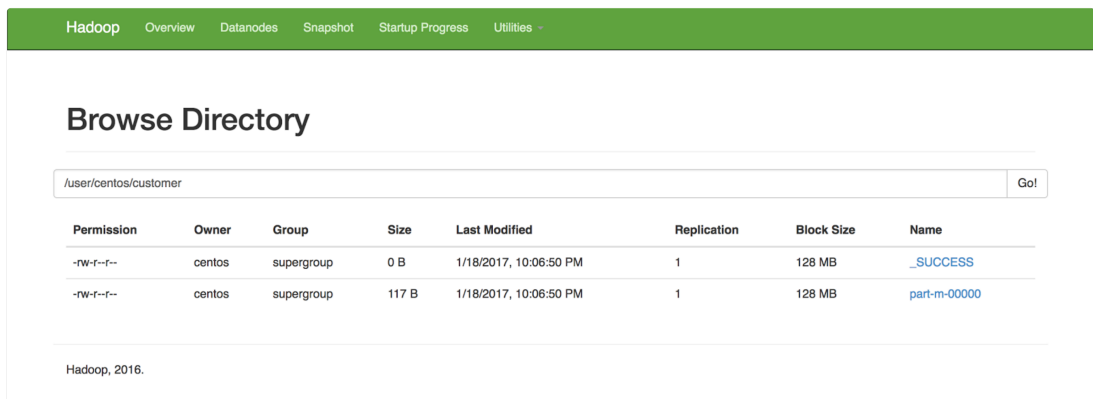 Hadoop Overview Datanodes Snapshot Startup Progress Utilities
Browse Directory
/user/centos/customer Go!
Permission Owner Group Size Last Modified Replication Block Size Name
-rw-r--r-- centos supergroup 0 B 1/18/2017, 10:06:50 PM 1 128 MB _SUCCESS
-rw-r--r-- centos supergroup 117 B 1/18/2017, 10:06:50 PM 1 128 MB part-m-00000
Hadoop, 2016.